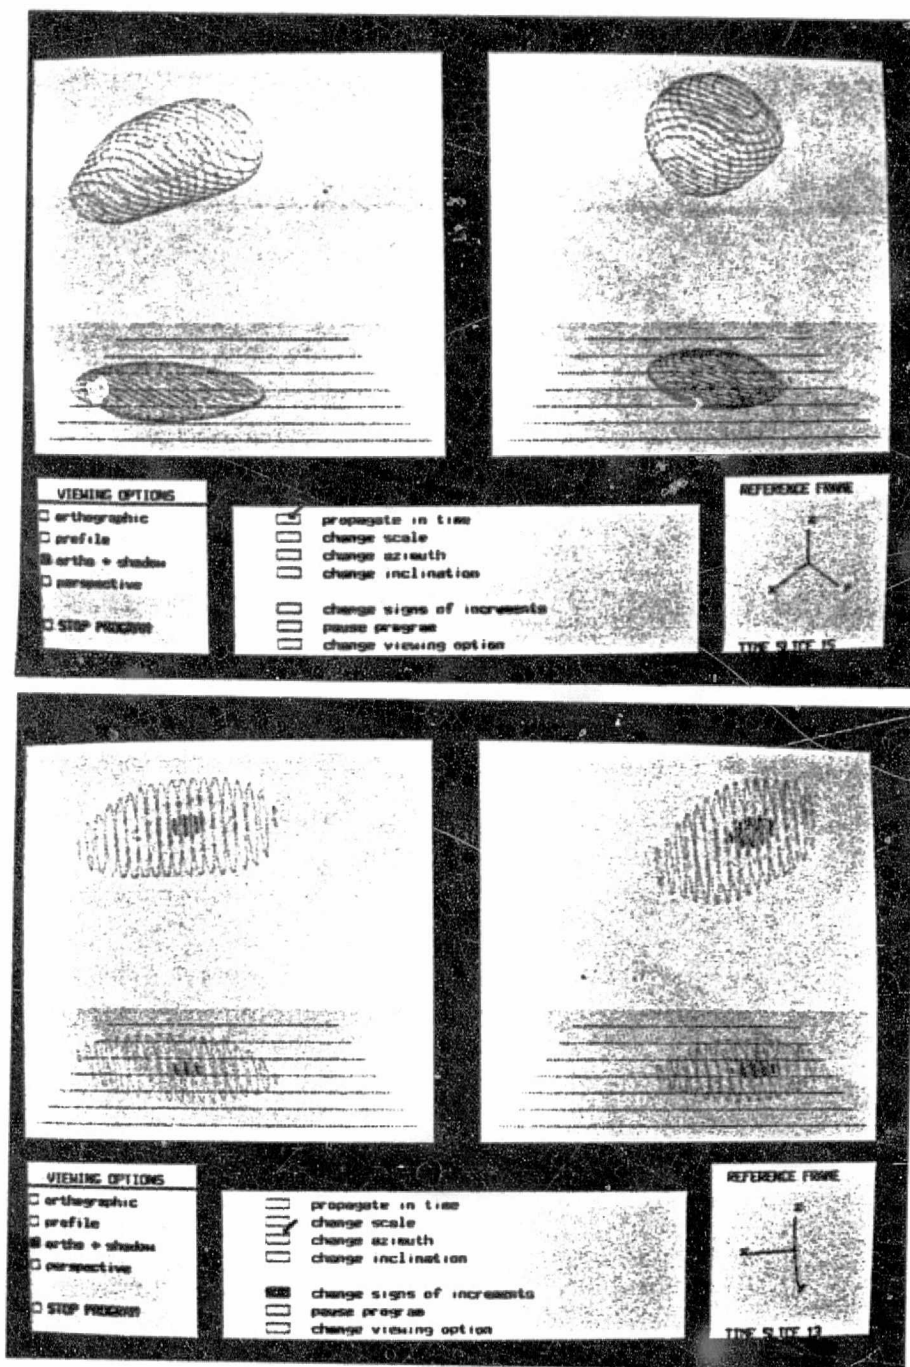 VIEWING OPTIONS
orthographic
profile
ortho + shadow
perspective
STOP PROGRAM
propagate in time
change scale
change azimuth
change inclination
change signs of increments
pause program
change viewing option
REFERENCE FRAME
TIME SLICE 15
VIEWING OPTIONS
orthographic
profile
ortho + shadow
perspective
STOP PROGRAM
propagate in time
change scale
change azimuth
change inclination
change signs of increments
pause program
change viewing option
REFERENCE FRAME
TIME SLICE 13